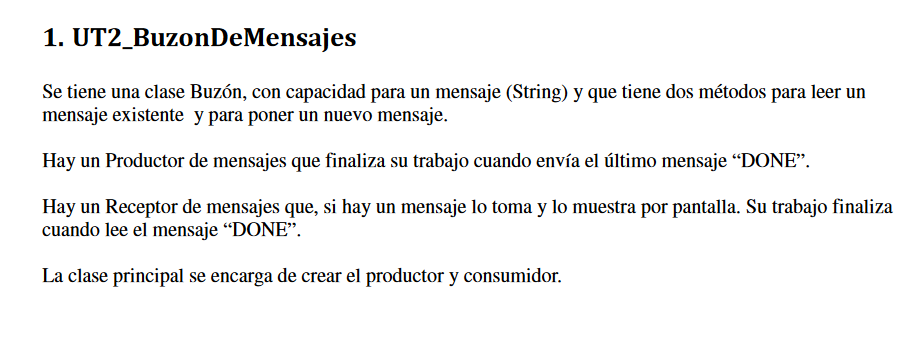 1. UT2_BuzonDeMensajes
Se tiene una clase Buzón, con capacidad para un mensaje (String) y que tiene dos métodos para leer un
mensaje existente y para poner un nuevo mensaje.
Hay un Productor de mensajes que finaliza su trabajo cuando envía el último mensaje “DONE”.
Hay un Receptor de mensajes que, si hay un mensaje lo toma y lo muestra por pantalla. Su trabajo finaliza
cuando lee el mensaje “DONE”.
La clase principal se encarga de crear el productor y consumidor.